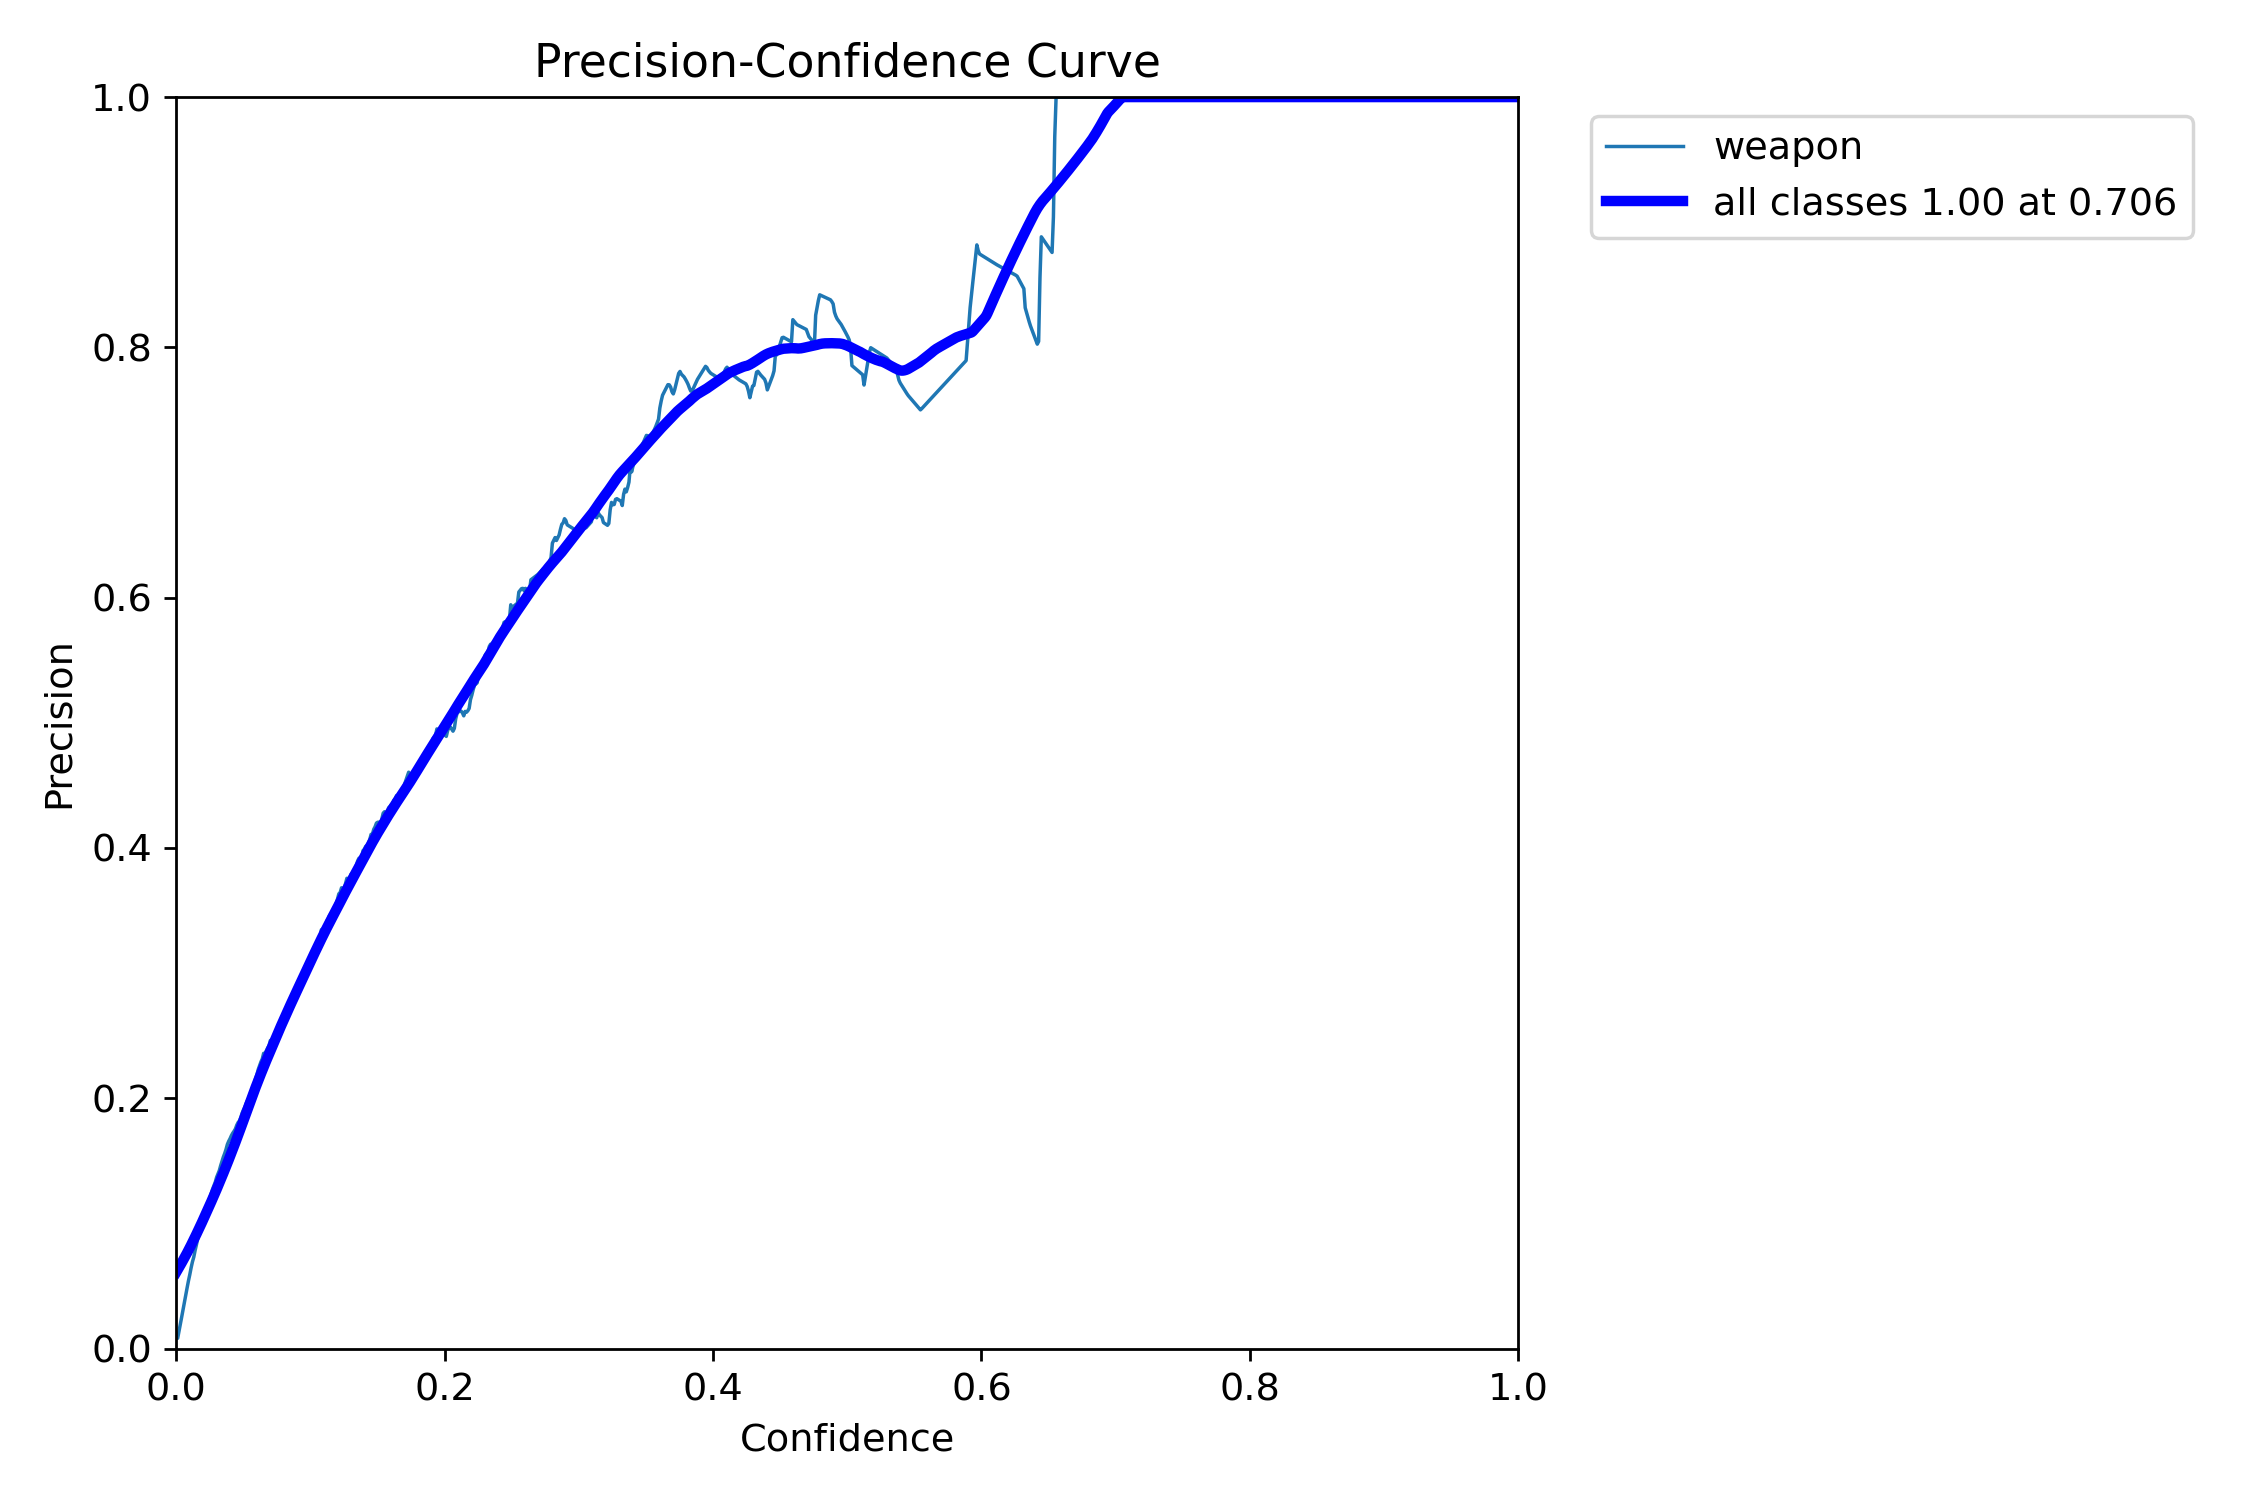 Precision-Confidence Curve
1.0
0.8
0.6
0.4
0.2
0.0
Precision
0.0 0.2 0.4 0.6 0.8 1.0
Confidence
weapon
all classes 1.00 at 0.706